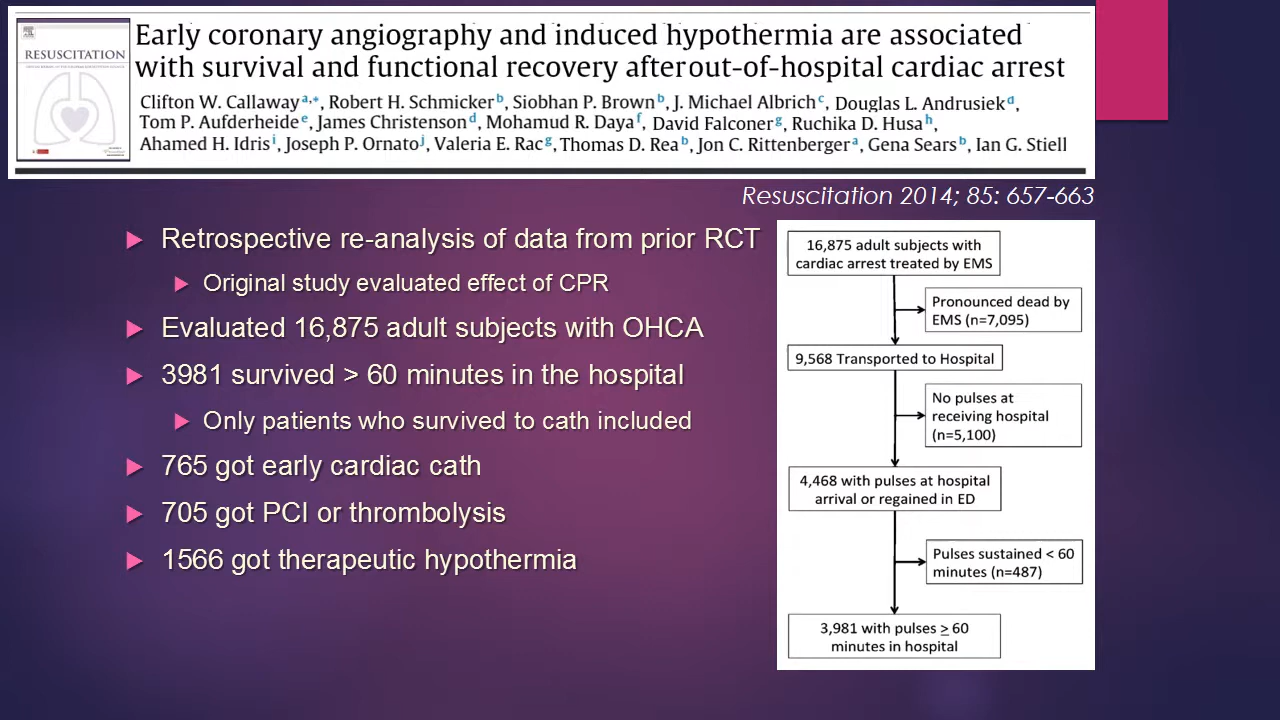 RESUSCITATION
Early coronary angiography and induced hypothermia are associated
with survival and functional recovery after out-of-hospital cardiac arrest
Clifton W. Callaway a,*, Robert H. Schmicker b, Siobhan P. Brown b, J. Michael Albrich c, Douglas L. Andrusiek d,
Tom P. Aufderheide e, James Christenson d, Mohamud R. Daya f, David Falconer g, Ruchika D. Husa h,
Ahamed H. Idris i, Joseph P. Ornato j, Valeria E. Rac g, Thomas D. Rea b, Jon C. Rittenberger a, Gena Sears b, Ian G. Stiell
Resuscitation 2014; 85: 657-663
Retrospective re-analysis of data from prior RCT
Original study evaluated effect of CPR
Evaluated 16,875 adult subjects with OHCA
3981 survived > 60 minutes in the hospital
Only patients who survived to cath included
765 got early cardiac cath
705 got PCI or thrombolysis
1566 got therapeutic hypothermia
16,875 adult subjects with
cardiac arrest treated by EMS
Pronounced dead by
EMS (n=7,095)
9,568 Transported to Hospital
No pulses at
receiving hospital
(n=5,100)
4,468 with pulses at hospital
arrival or regained in ED
Pulses sustained < 60
minutes (n=487)
3,981 with pulses ≥ 60
minutes in hospital